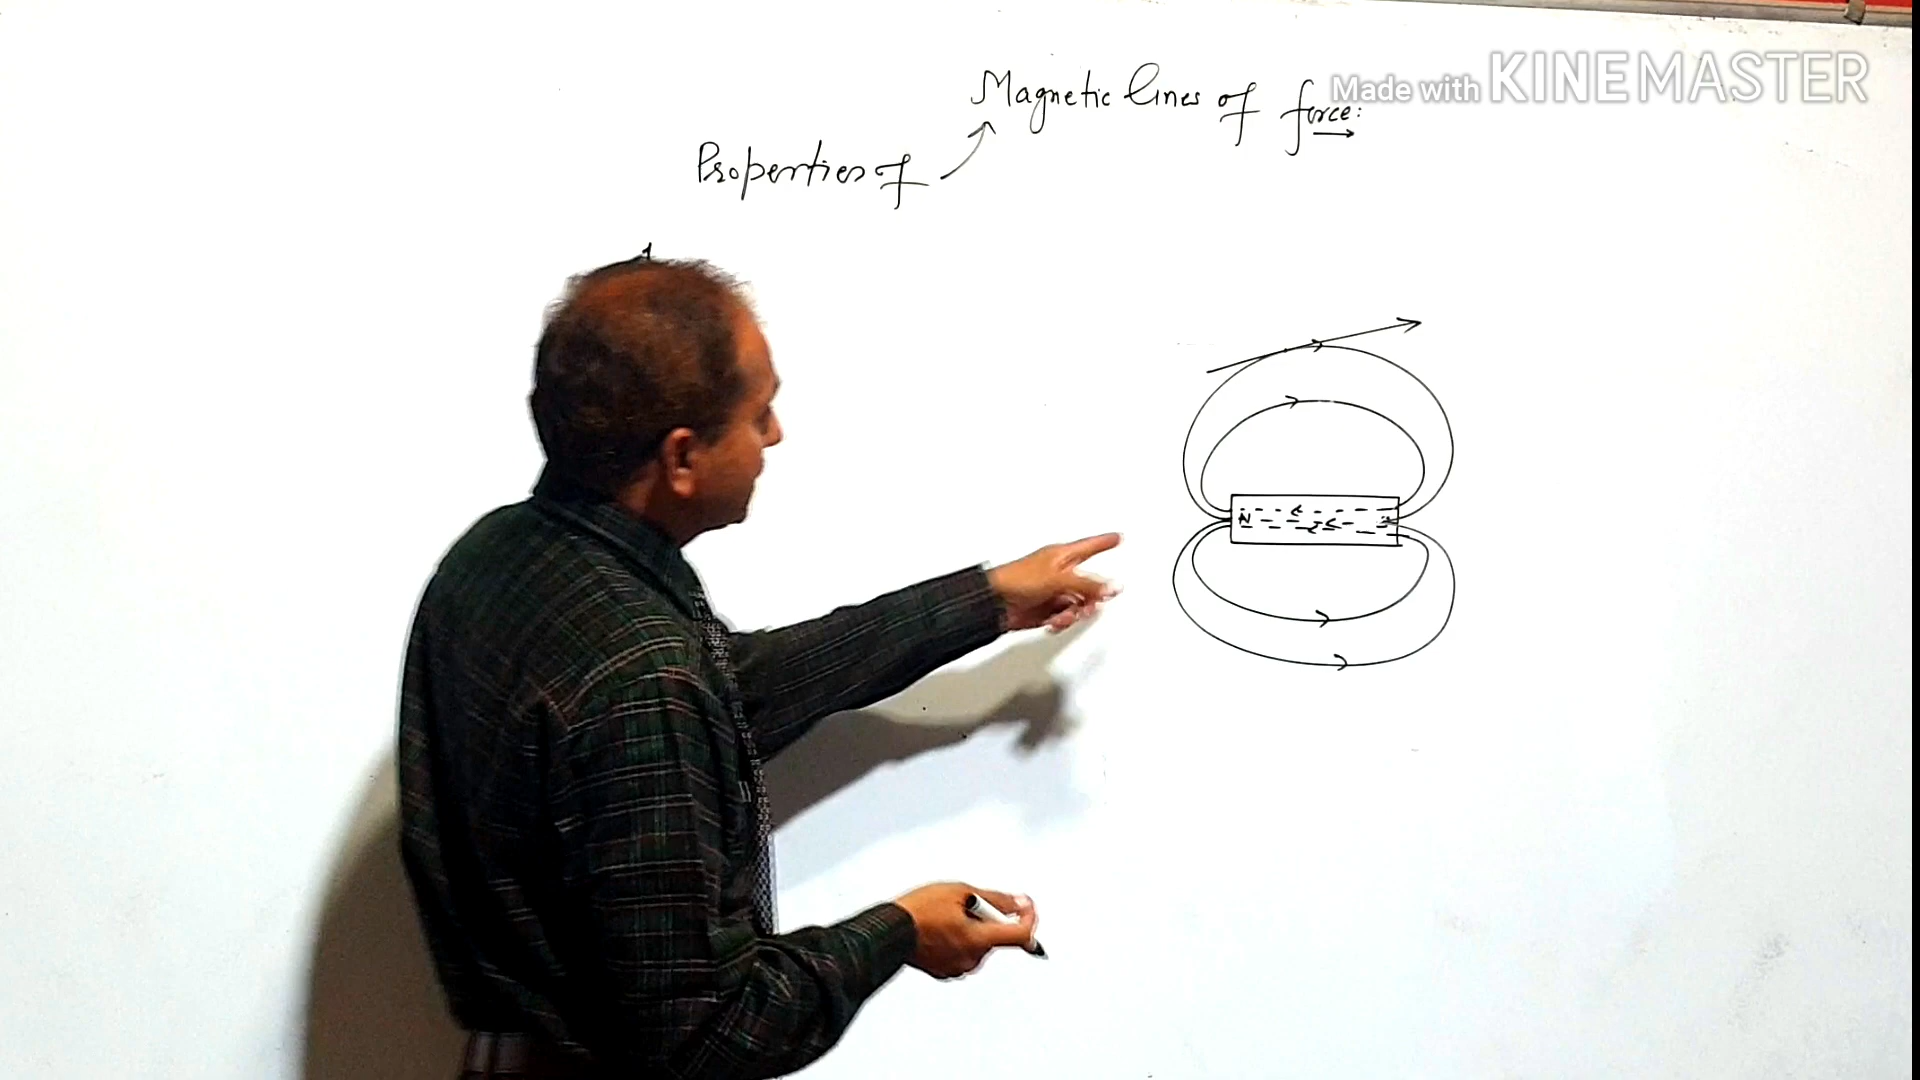 Made with KINEMASTER
Magnetic lines of force:
Properties of
N